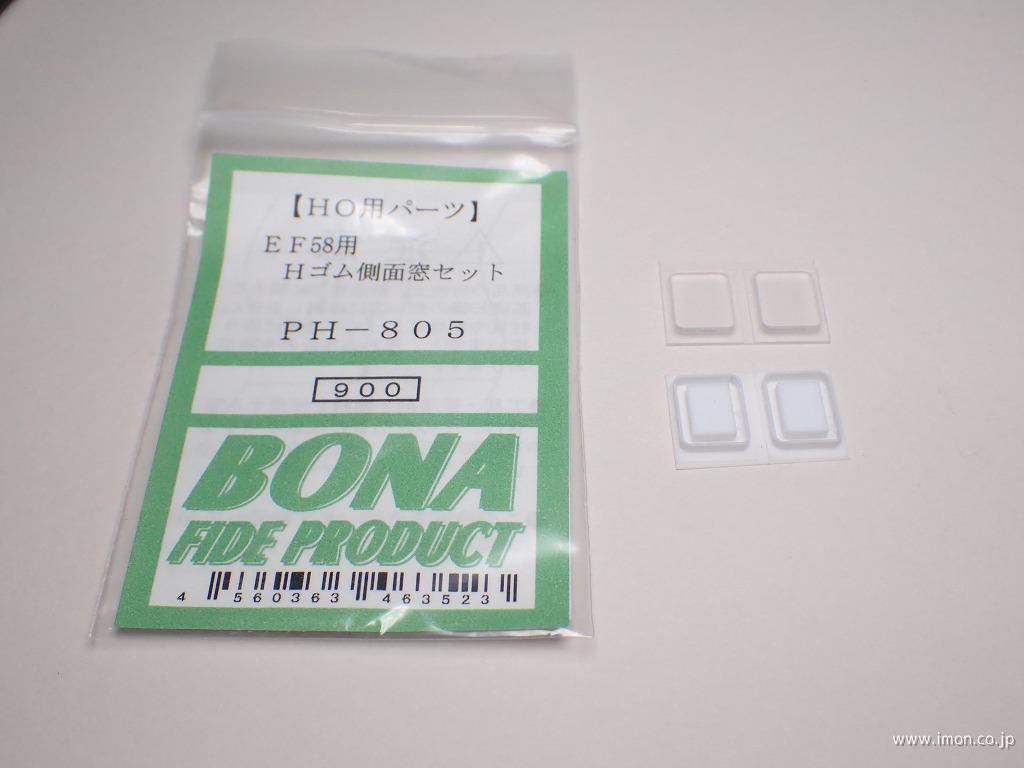 【ＨＯ用パーツ】
ＥＦ58用
Ｈゴム側面窓セット
ＰＨ－８０５
９００
BONA
FIDE PRODUCT
4 560363 463523
www.imon.co.jp